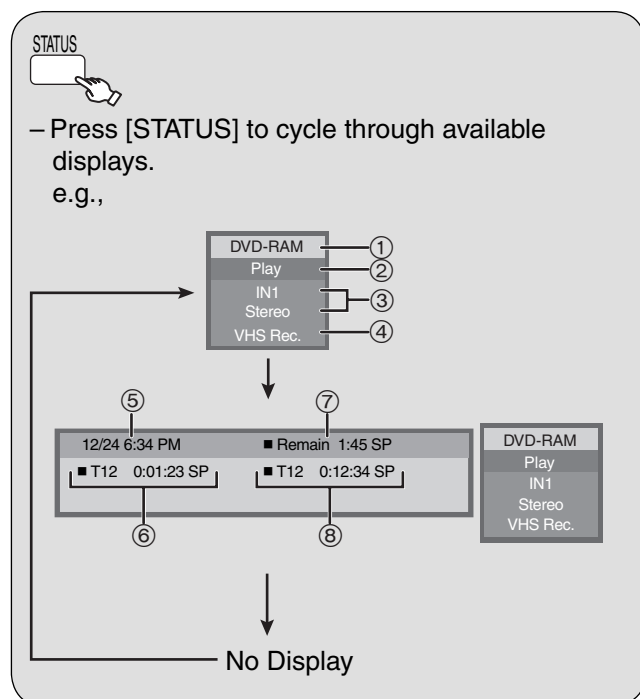 STATUS
– Press [STATUS] to cycle through available
displays.
e.g.,
DVD-RAM ①
Play ②
IN1
Stereo ③
VHS Rec. ④
⑤ ⑦
12/24 6:34 PM ■ Remain 1:45 SP
■ T12 0:01:23 SP ■ T12 0:12:34 SP
⑥ ⑧
DVD-RAM
Play
IN1
Stereo
VHS Rec.
No Display